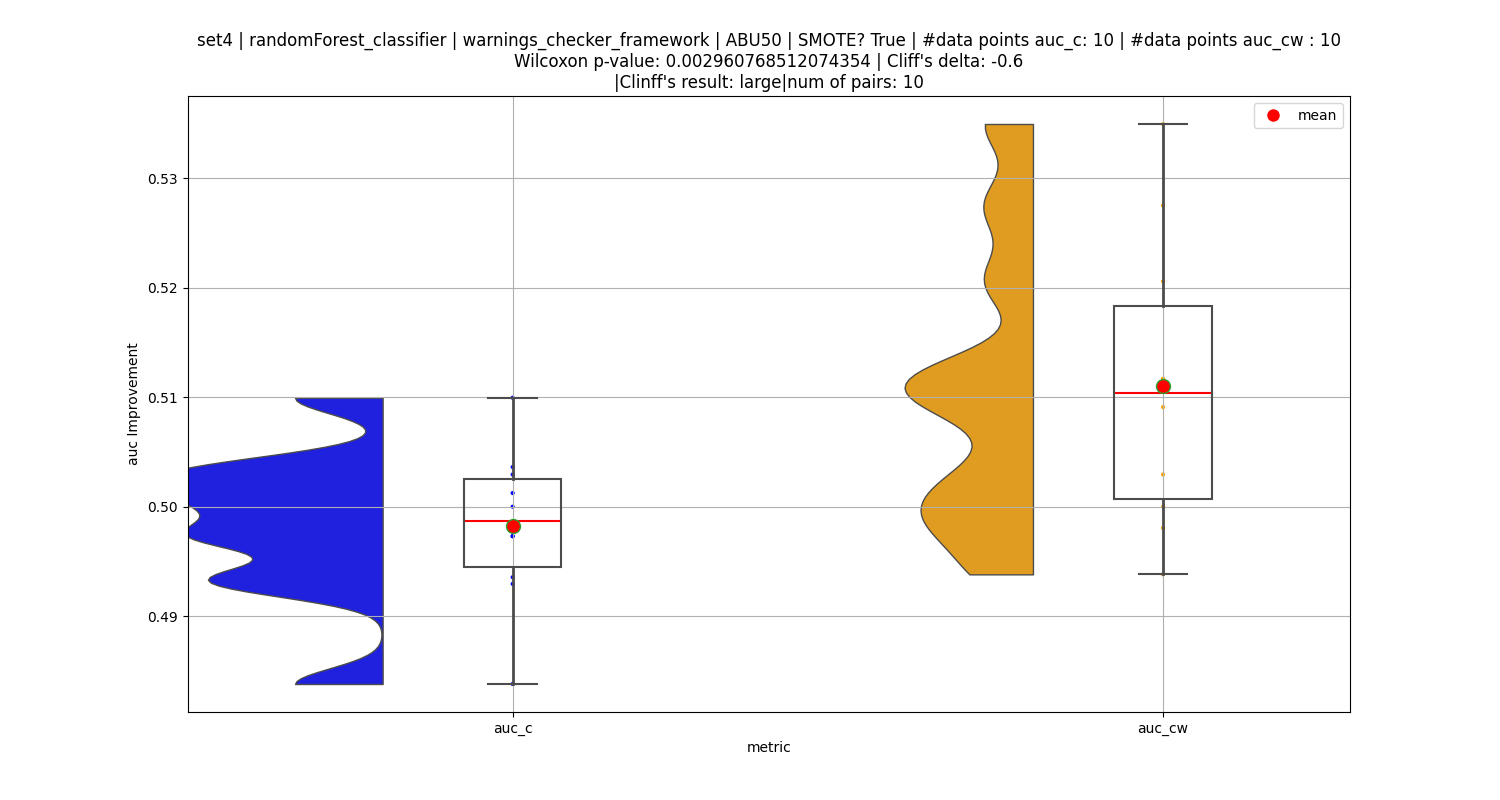 set4 | randomForest_classifier | warnings_checker_framework | ABU50 | SMOTE? True | #data points auc_c: 10 | #data points auc_cw : 10
Wilcoxon p-value: 0.002960768512074354 | Cliff's delta: -0.6
|Clinff's result: large|num of pairs: 10
mean
0.53
0.52
0.51
0.50
0.49
auc Improvement
auc_c
auc_cw
metric